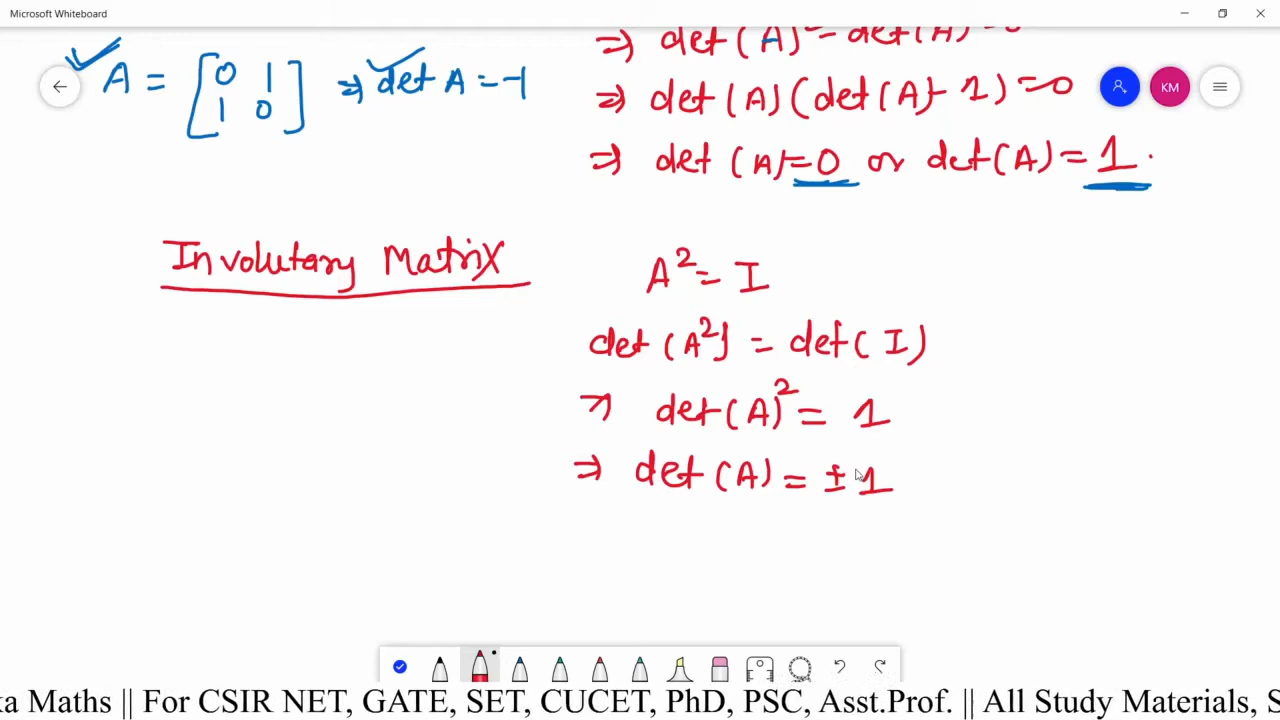 Microsoft Whiteboard
⇒ det(A)² - det(A) = 0
A = [0 1
1 0] ⇒ det A = -1
⇒ det(A)(det(A) - 1) = 0
KM
⇒ det(A) = 0 or det(A) = 1.
Involutary Matrix
A² = I
det(A²) = det(I)
⇒ det(A)² = 1
⇒ det(A) = ±1
ka Maths || For CSIR NET, GATE, SET, CUCET, PhD, PSC, Asst.Prof. || All Study Materials, S